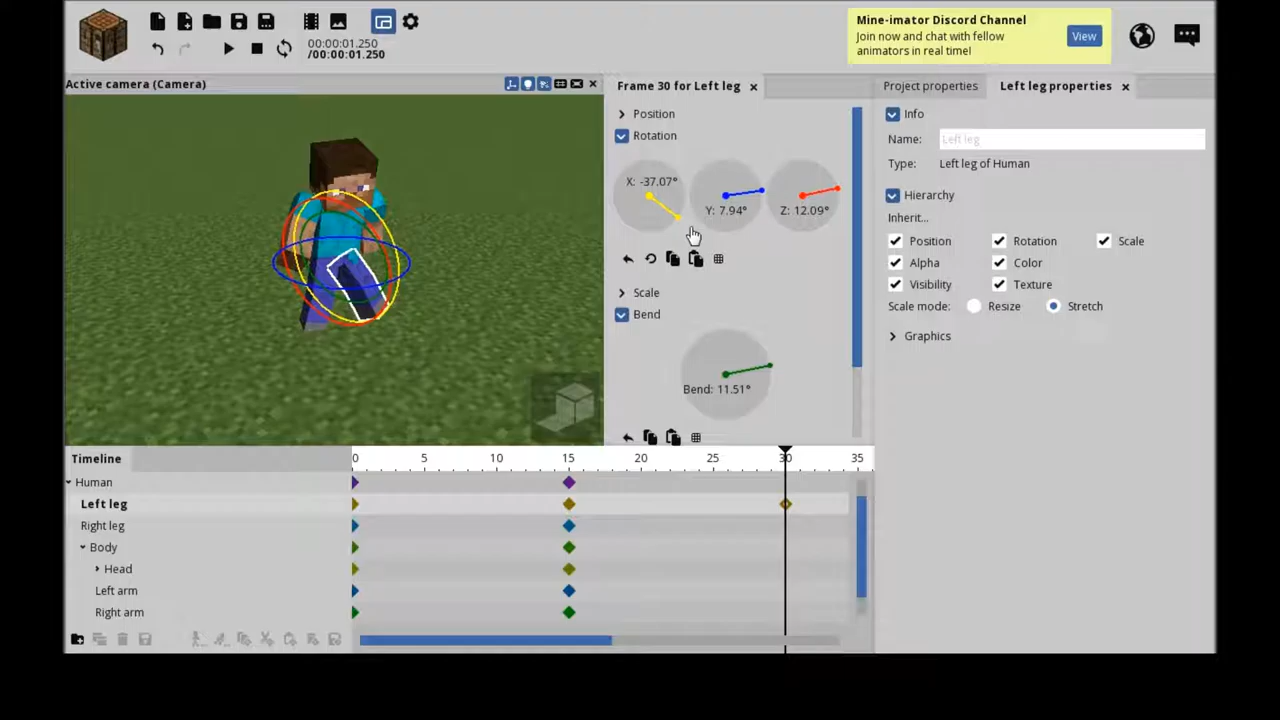 00:00:01.250
/00:00:01.250
Mine-imator Discord Channel
Join now and chat with fellow
animators in real time!
View
Active camera (Camera)
Frame 30 for Left leg
Position
Rotation
X: -37.07°
Y: 7.94°
Z: 12.09°
Scale
Bend
Bend: 11.51°
Project properties
Left leg properties
Info
Name:
Left leg
Type:
Left leg of Human
Hierarchy
Inherit...
Position
Rotation
Scale
Alpha
Color
Visibility
Texture
Scale mode:
Resize
Stretch
Graphics
Timeline
0
5
10
15
20
25
30
35
Human
Left leg
Right leg
Body
Head
Left arm
Right arm